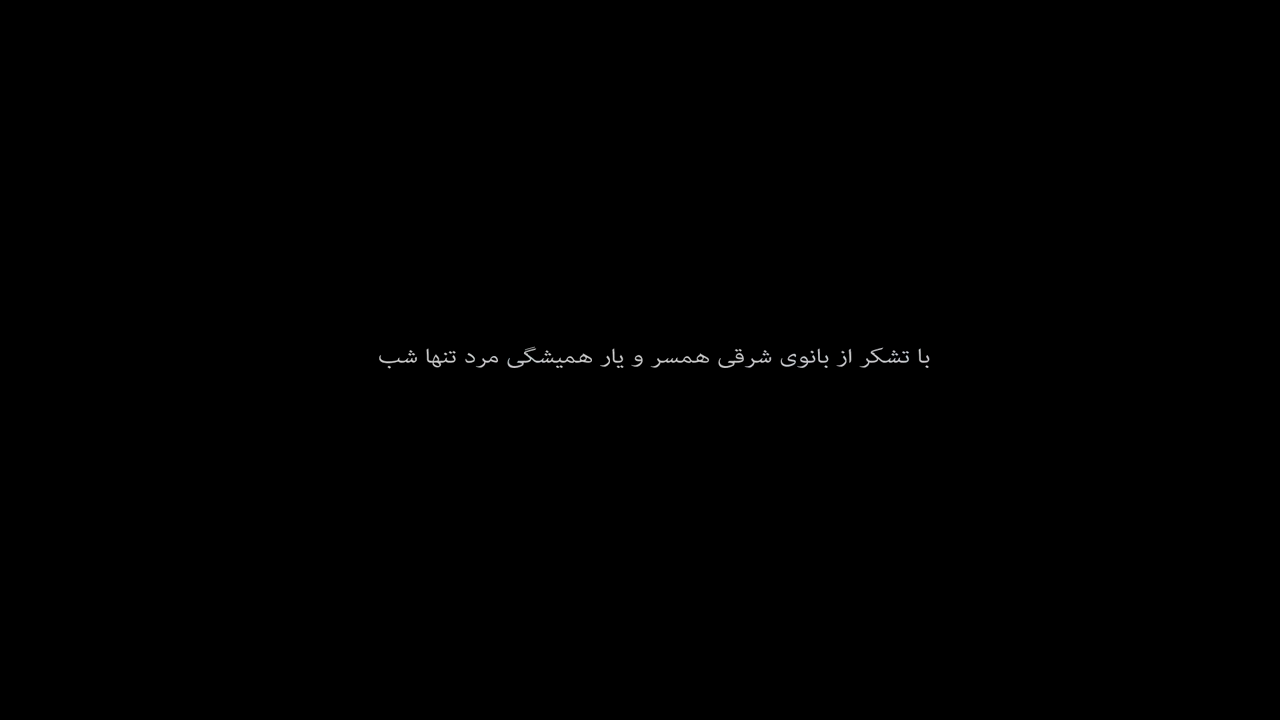 با تشکر از بانوی شرقی همسر و یار همیشگی مرد تنها شب